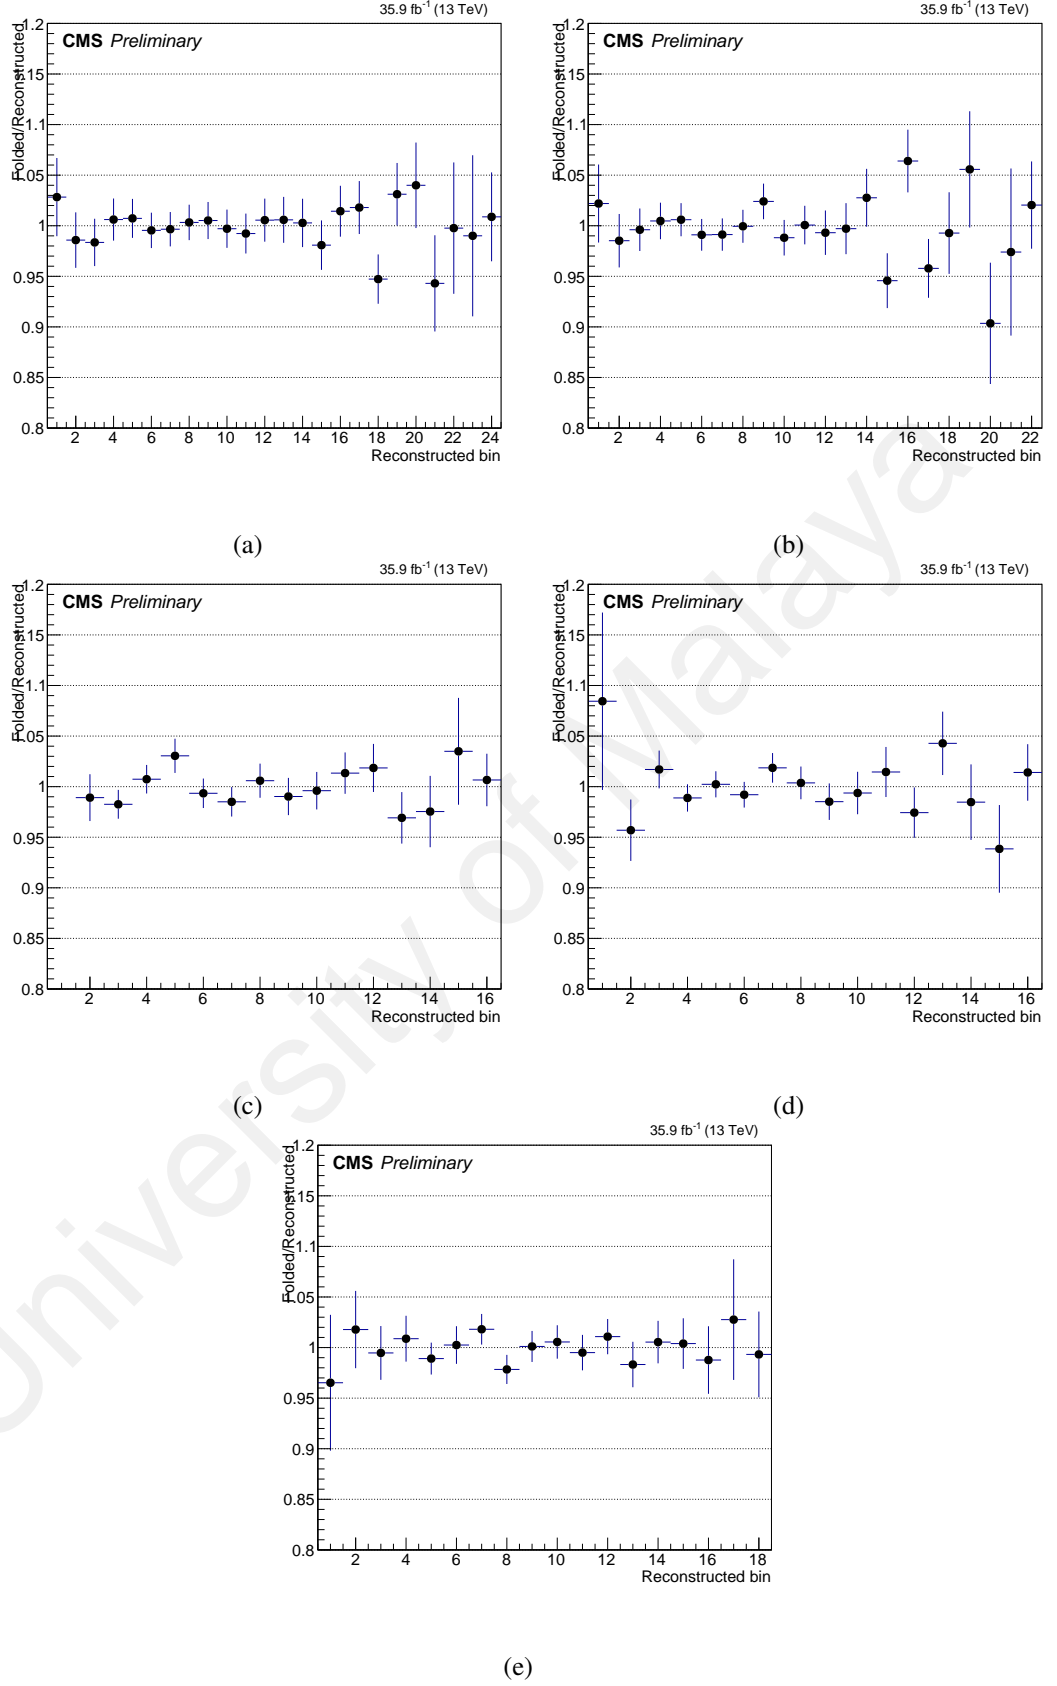 35.9 fb-1 (13 TeV)
CMS Preliminary
Folded/Reconstructed
1.2
1.15
1.1
1.05
1
0.95
0.9
0.85
0.8
2 4 6 8 10 12 14 16 18 20 22 24
Reconstructed bin
(a)
35.9 fb-1 (13 TeV)
CMS Preliminary
Folded/Reconstructed
1.2
1.15
1.1
1.05
1
0.95
0.9
0.85
0.8
2 4 6 8 10 12 14 16 18 20 22
Reconstructed bin
(b)
35.9 fb-1 (13 TeV)
CMS Preliminary
Folded/Reconstructed
1.2
1.15
1.1
1.05
1
0.95
0.9
0.85
0.8
2 4 6 8 10 12 14 16
Reconstructed bin
(c)
35.9 fb-1 (13 TeV)
CMS Preliminary
Folded/Reconstructed
1.2
1.15
1.1
1.05
1
0.95
0.9
0.85
0.8
2 4 6 8 10 12 14 16
Reconstructed bin
(d)
35.9 fb-1 (13 TeV)
CMS Preliminary
Folded/Reconstructed
1.2
1.15
1.1
1.05
1
0.95
0.9
0.85
0.8
2 4 6 8 10 12 14 16 18
Reconstructed bin
(e)
University of Malaya